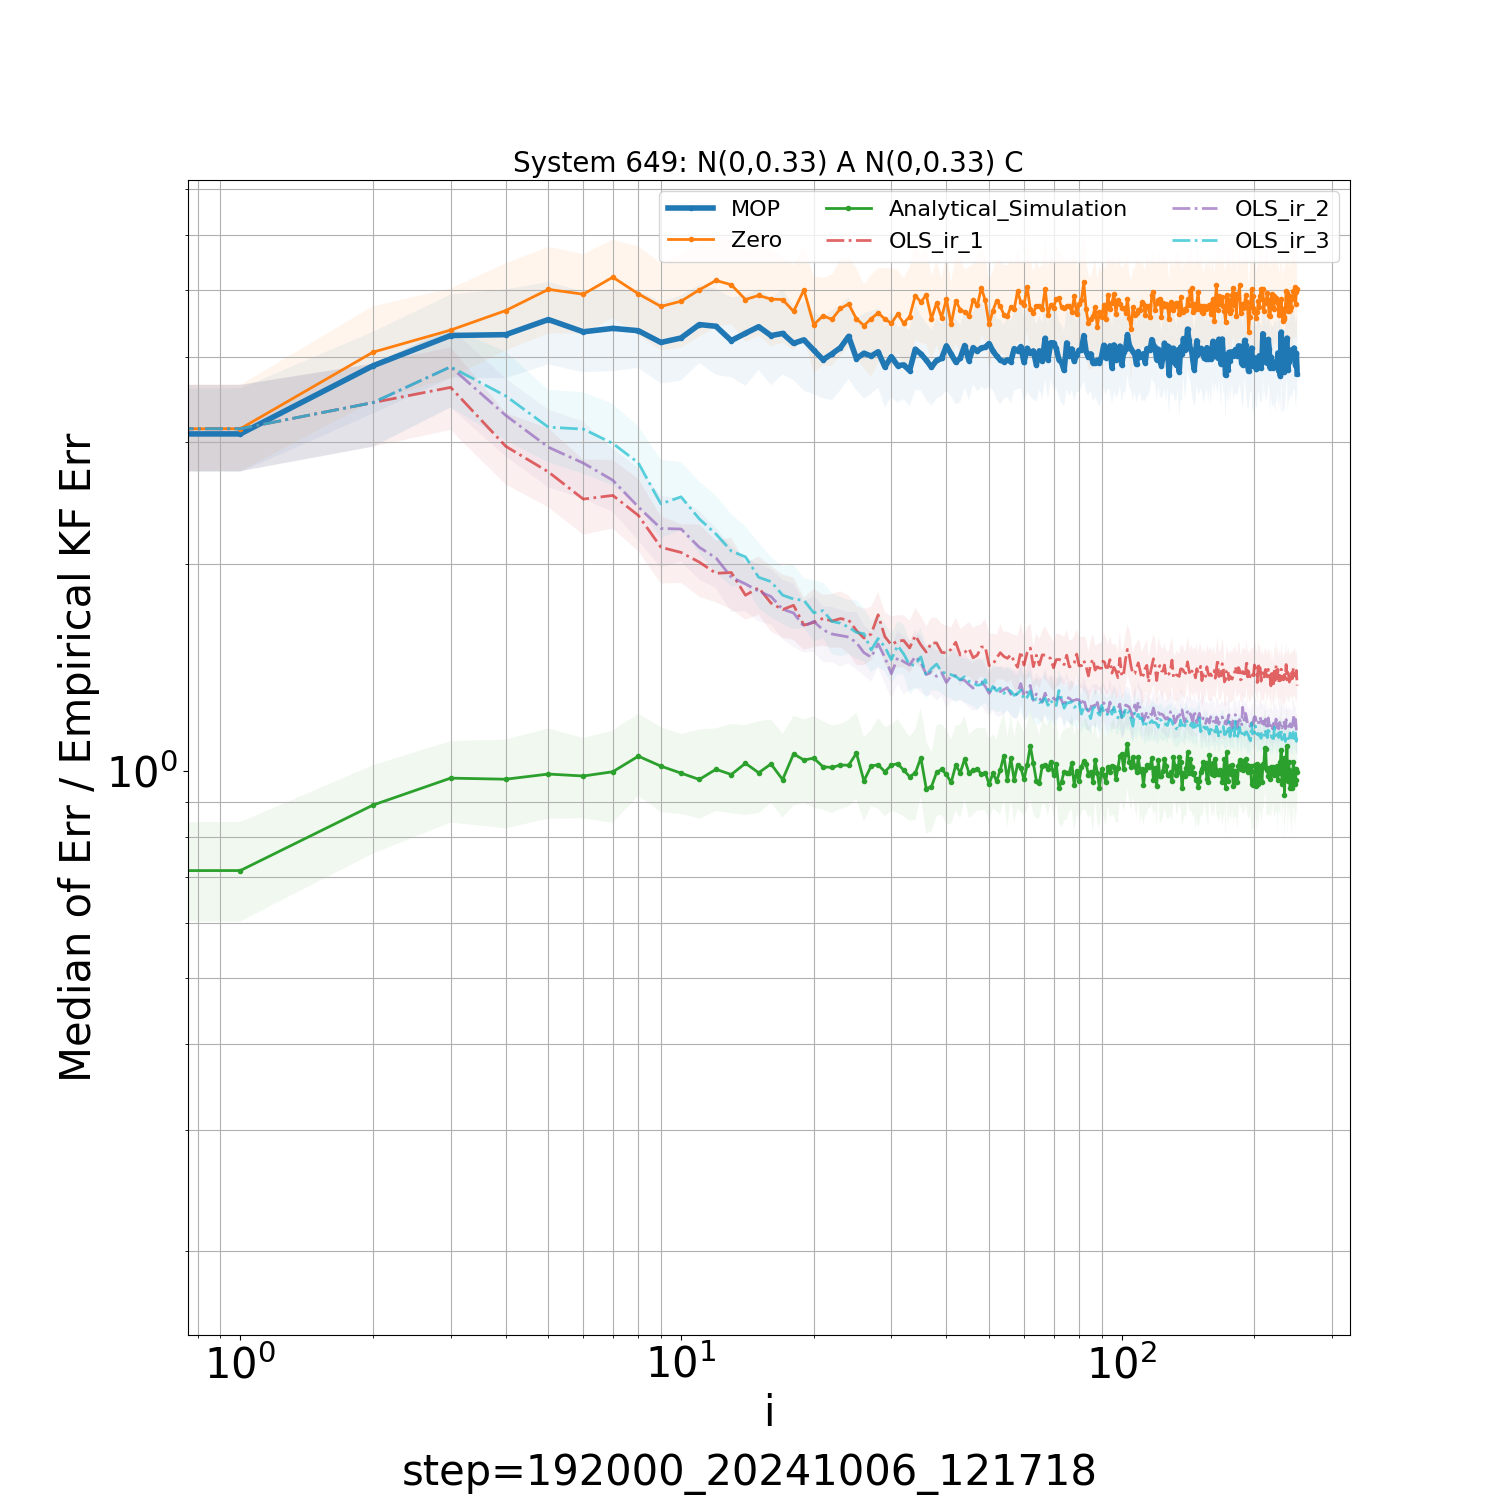 System 649: N(0,0.33) A N(0,0.33) C
MOP
Zero
Analytical_Simulation
OLS_ir_1
OLS_ir_2
OLS_ir_3
Median of Err / Empirical KF Err
10⁰
10⁰
10¹
10²
i
step=192000_20241006_121718